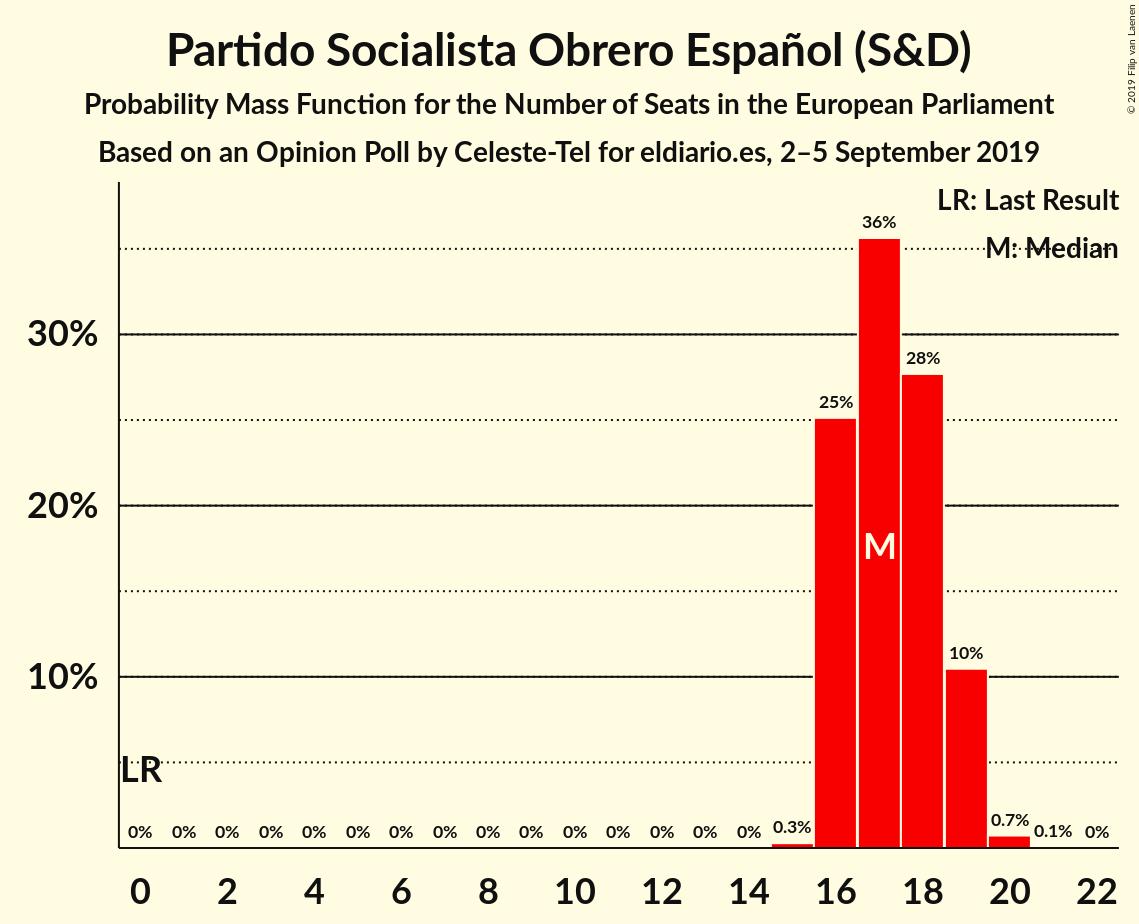 Partido Socialista Obrero Español (S&D)
Probability Mass Function for the Number of Seats in the European Parliament
Based on an Opinion Poll by Celeste-Tel for eldiario.es, 2–5 September 2019
© 2019 Filip van Laenen
LR: Last Result
M: Median
36%
30%
28%
25%
20%
M
10%
10%
LR
0% 0% 0% 0% 0% 0% 0% 0% 0% 0% 0% 0% 0% 0% 0% 0.3% 0.7% 0.1% 0%
0 2 4 6 8 10 12 14 16 18 20 22